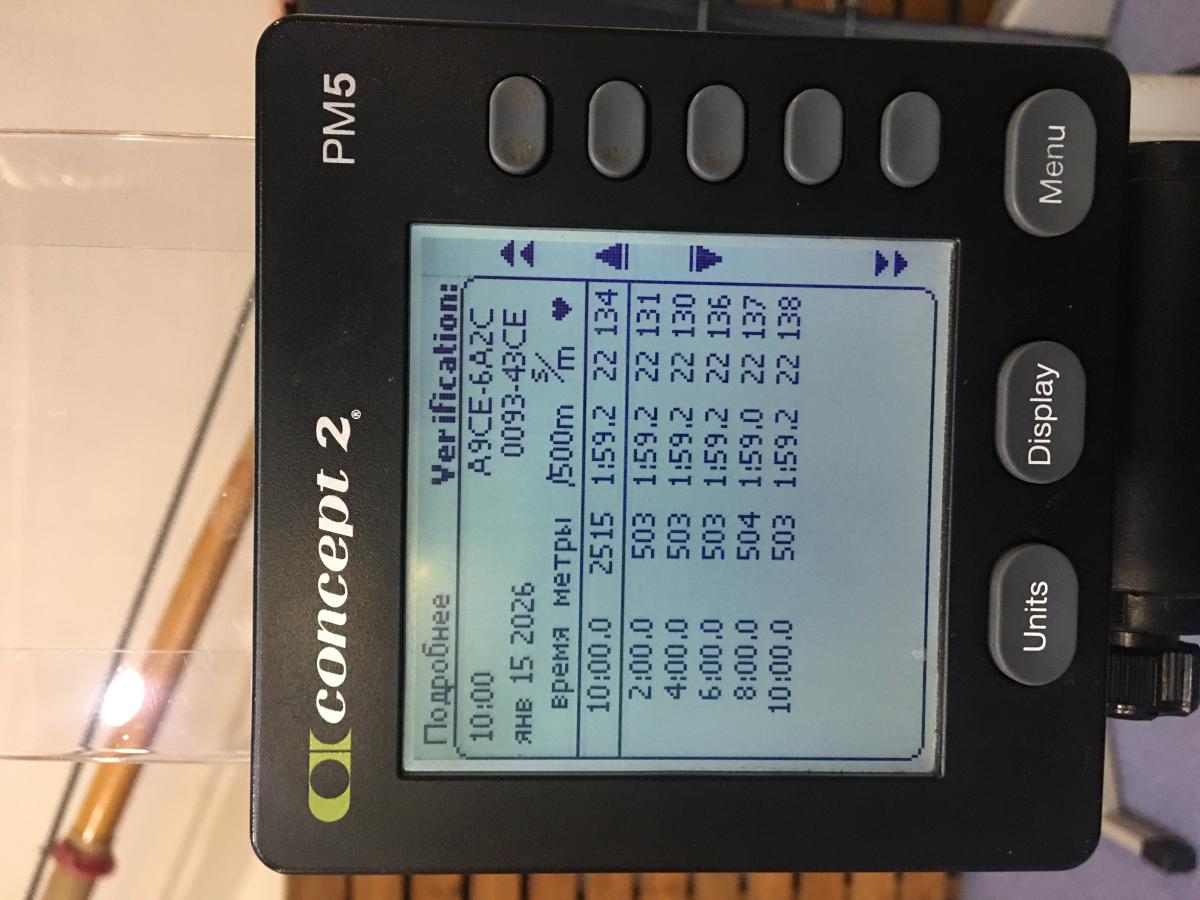 concept 2® PM5
Подробнее Verification:
10:00 A9CE-6A2C
янв 15 2026 0093-43CE
время метры /500m s/m ♥
10:00.0 2515 1:59.2 22 134
2:00.0 503 1:59.2 22 131
4:00.0 503 1:59.2 22 130
6:00.0 503 1:59.2 22 136
8:00.0 504 1:59.0 22 137
10:00.0 503 1:59.2 22 138
Units Display Menu